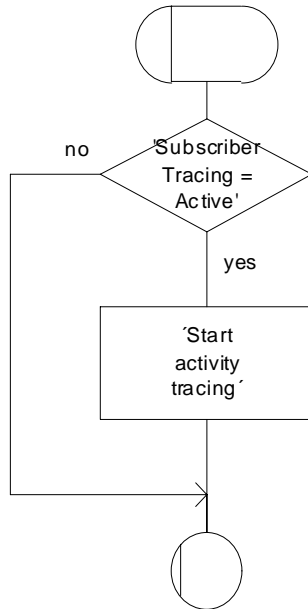 no
'Subscriber
Tracing =
Active'
yes
´Start
activity
tracing´